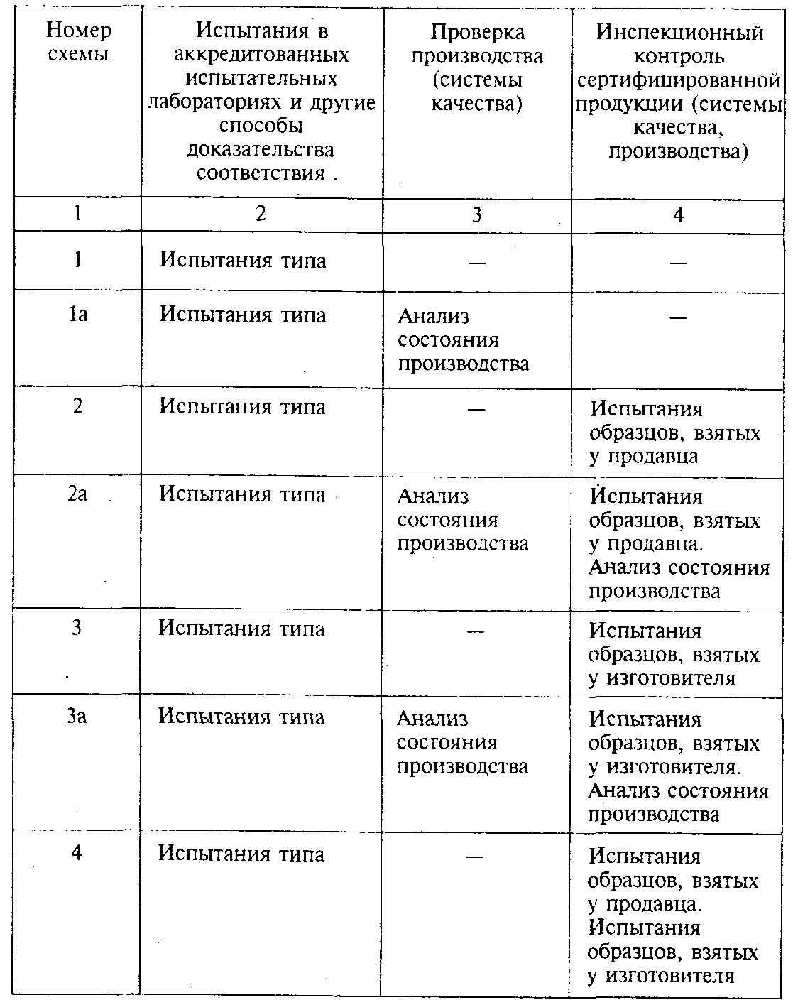 Номер
схемы
Испытания в
аккредитованных
испытательных
лабораториях и другие
способы
доказательства
соответствия .
Проверка
производства
(системы
качества)
Инспекционный
контроль
сертифицированной
продукции (системы
качества,
производства)
1
2
3
4
1
Испытания типа
—
—
1а
Испытания типа
Анализ
состояния
производства
—
2
Испытания типа
—
Испытания
образцов, взятых
у продавца
2а
Испытания типа
Анализ
состояния
производства
Испытания
образцов, взятых
у продавца.
Анализ состояния
производства
3
Испытания типа
—
Испытания
образцов, взятых
у изготовителя
3а
Испытания типа
Анализ
состояния
производства
Испытания
образцов, взятых
у изготовителя.
Анализ состояния
производства
4
Испытания типа
—
Испытания
образцов, взятых
у продавца.
Испытания
образцов, взятых
у изготовителя